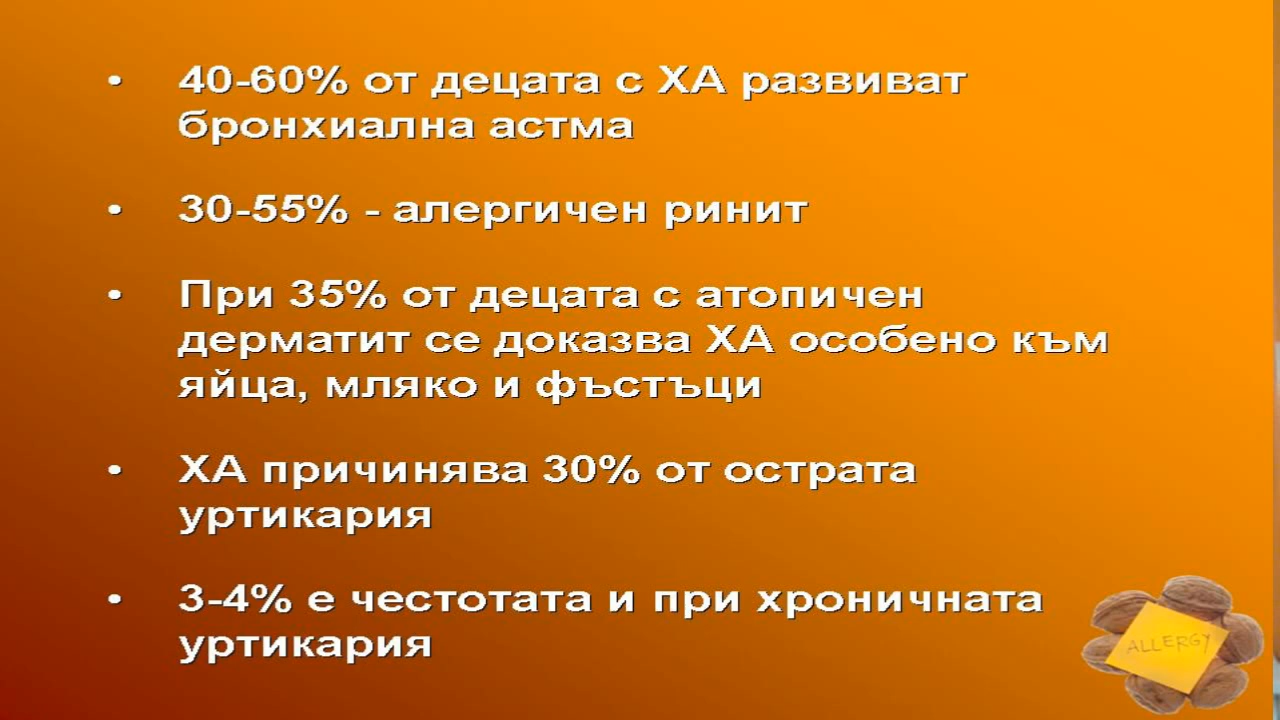 • 40-60% от децата с ХА развиват
бронхиална астма
• 30-55% - алергичен ринит
• При 35% от децата с атопичен
дерматит се доказва ХА особено към
яйца, мляко и фъстъци
• ХА причинява 30% от острата
уртикария
• 3-4% е честотата и при хроничната
уртикария
ALLERGY